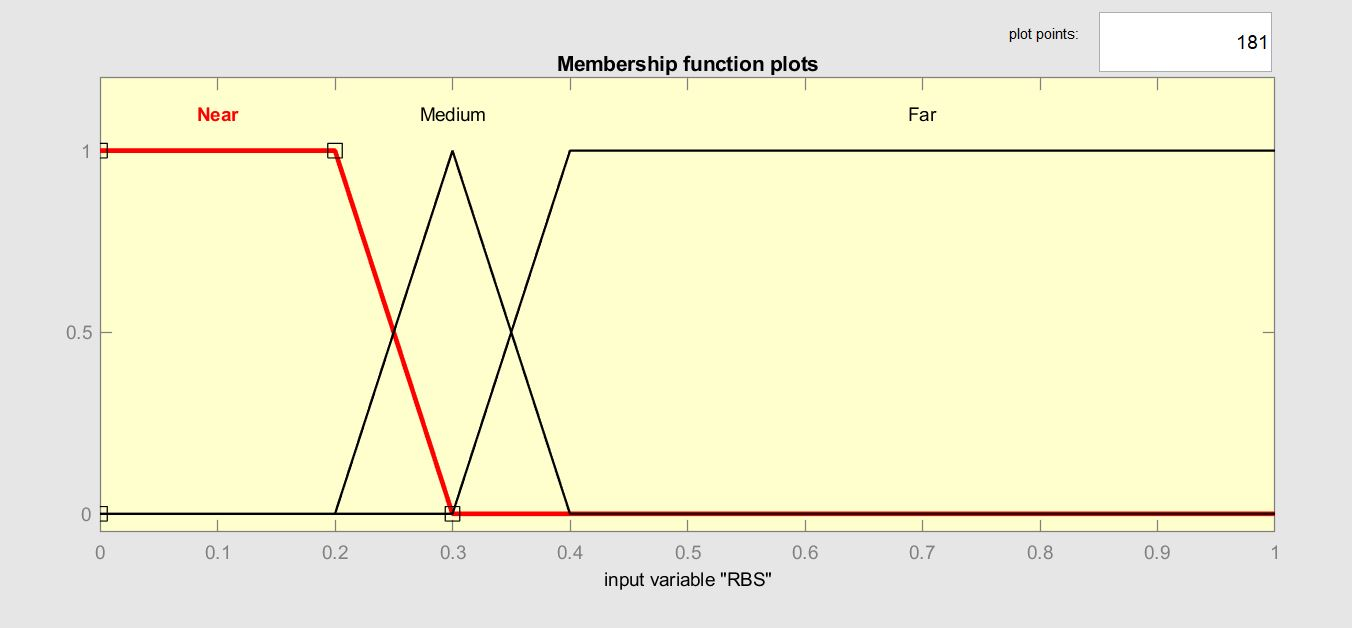 plot points: 181
Membership function plots
Near Medium Far
1
0.5
0
0 0.1 0.2 0.3 0.4 0.5 0.6 0.7 0.8 0.9 1
input variable "RBS"